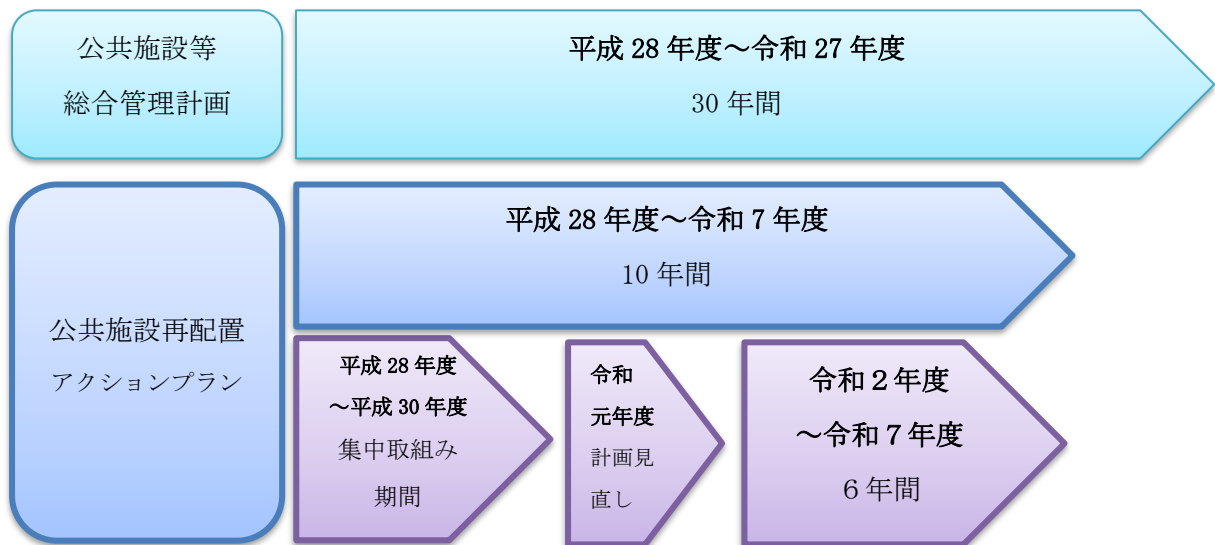 公共施設等
総合管理計画
平成 28 年度～令和 27 年度
30 年間
公共施設再配置
アクションプラン
平成 28 年度～令和 7 年度
10 年間
平成 28 年度
～平成 30 年度
集中取組み
期間
令和
元年度
計画見
直し
令和２年度
～令和７年度
６年間